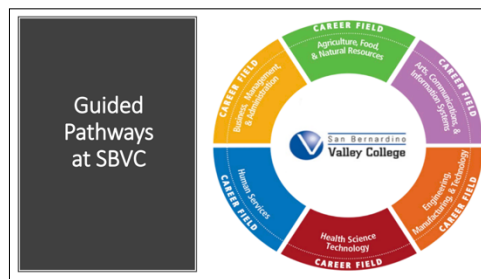 Guided
Pathways
at SBVC
CAREER FIELD
Agriculture, Food,
& Natural Resources
CAREER FIELD
Arts, Communications, &
Information Systems
CAREER FIELD
Engineering,
Manufacturing, & Technology
CAREER FIELD
Health Science
Technology
CAREER FIELD
Human Services
CAREER FIELD
Business, Management,
& Administration
San Bernardino
Valley College